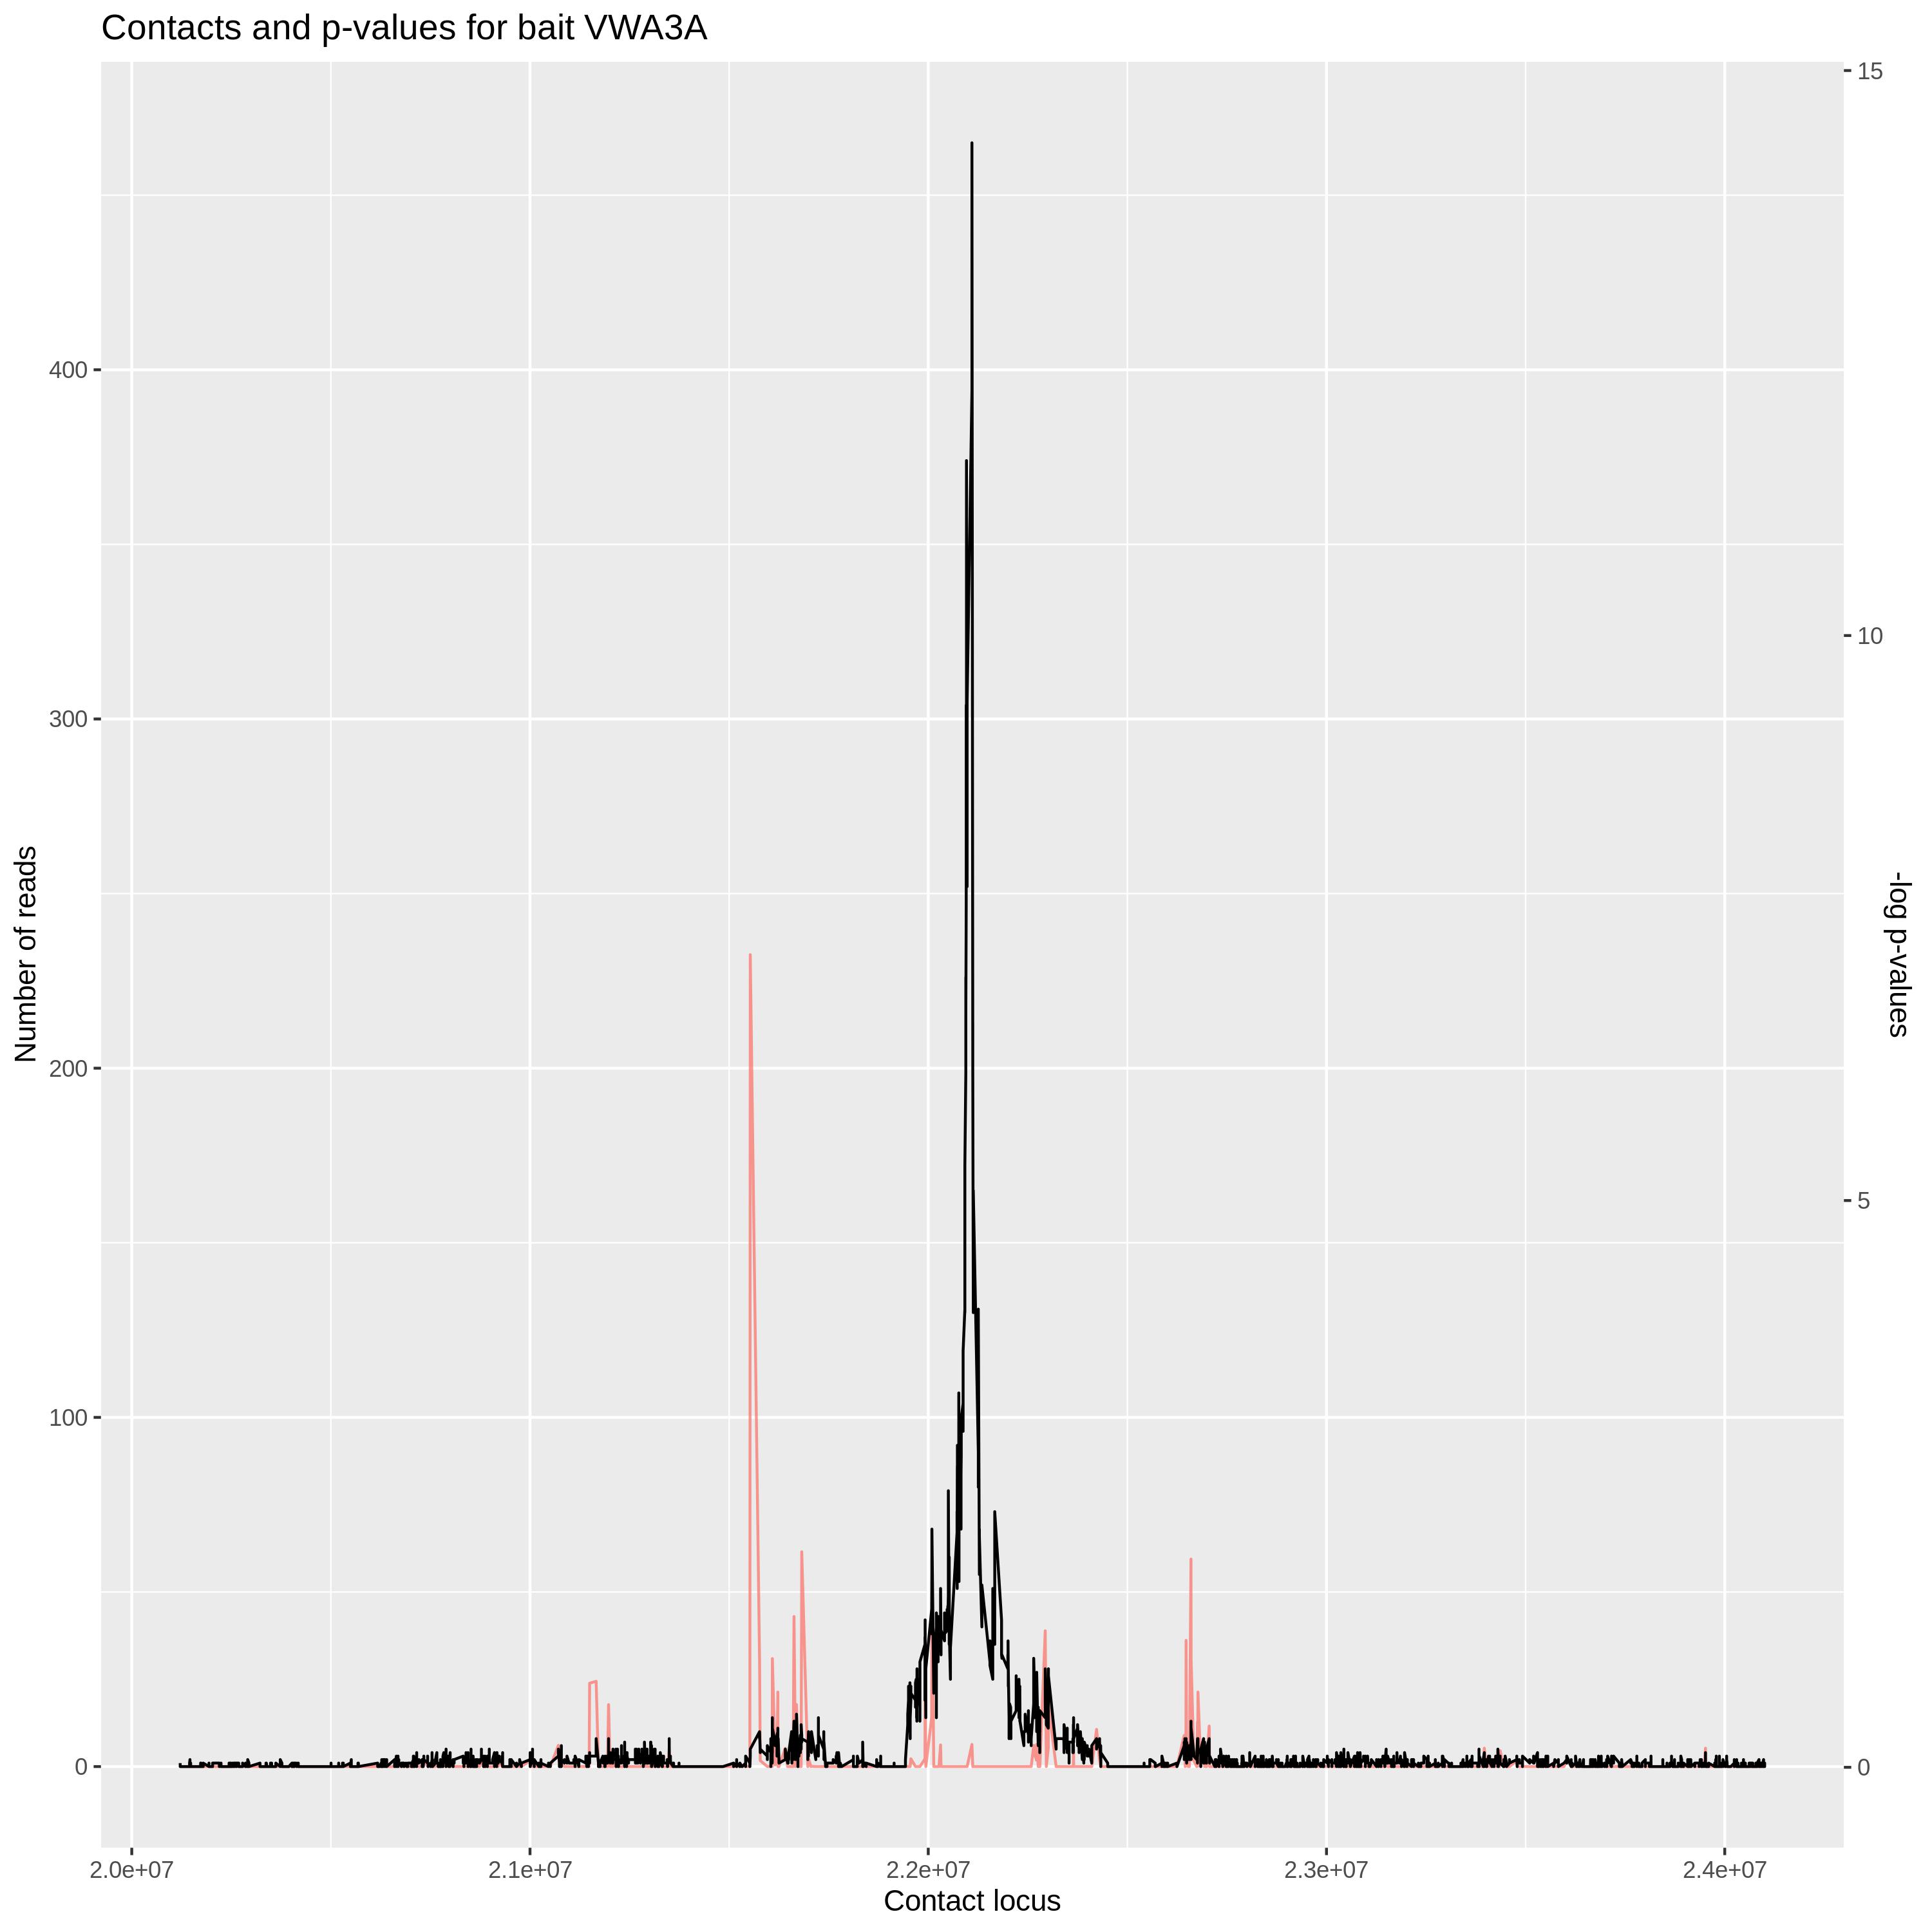 Contacts and p-values for bait VWA3A
15
400
10
300
Number of reads
-log p-values
200
5
100
0
0
2.0e+07
2.1e+07
2.2e+07
2.3e+07
2.4e+07
Contact locus